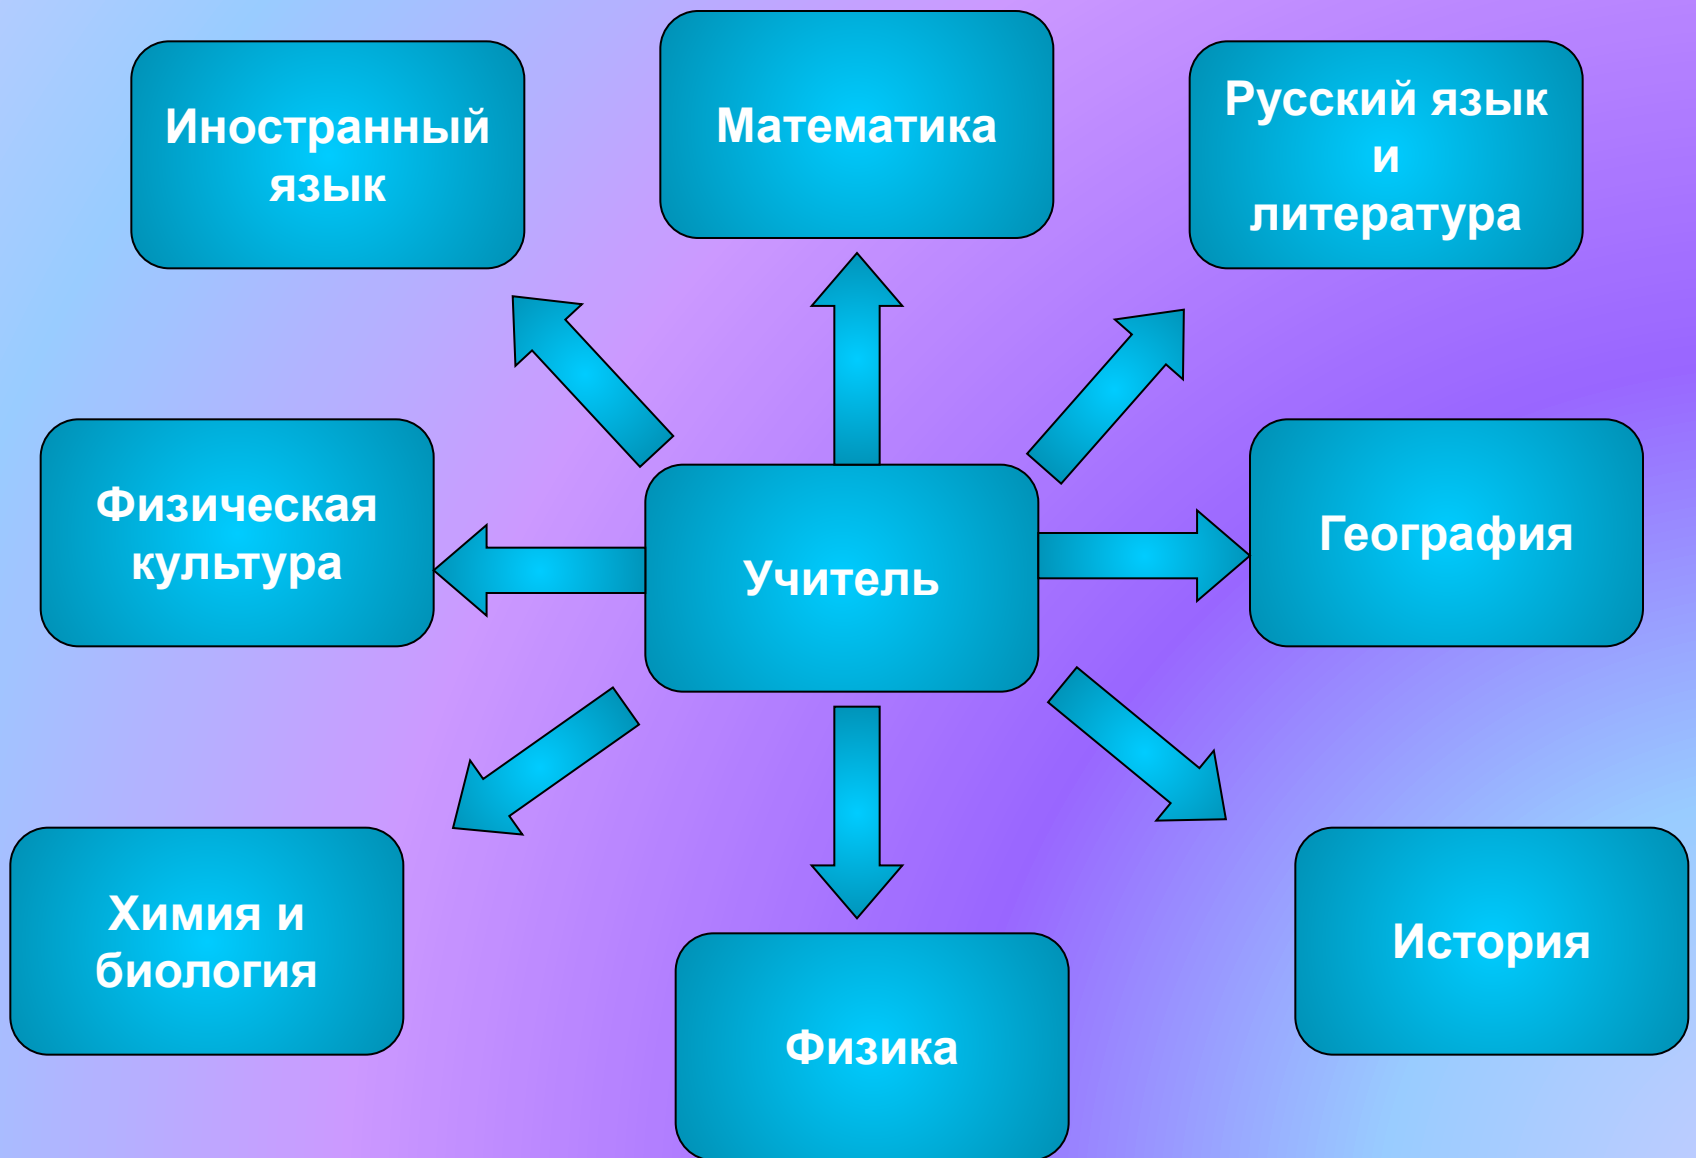 Иностранный
язык
Математика
Русский язык
и
литература
Физическая
культура
Учитель
География
Химия и
биология
Физика
История